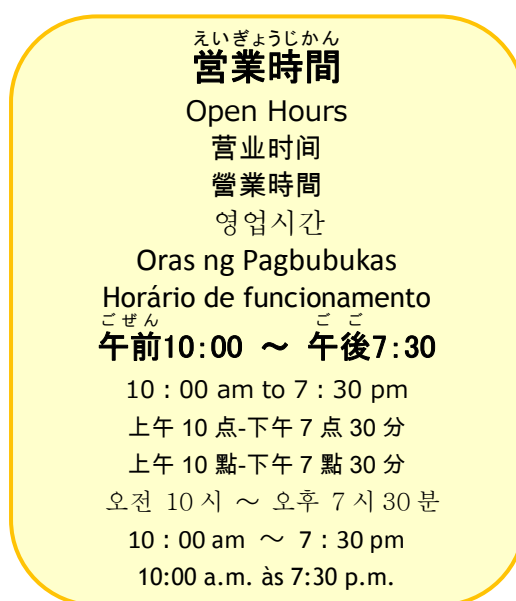 えいぎょうじかん
営業時間
Open Hours
营业时间
營業時間
영업시간
Oras ng Pagbubukas
Horário de funcionamento
ごぜん ごご
午前10:00 ～ 午後7:30
10：00 am to 7：30 pm
上午 10 点-下午 7 点 30 分
上午 10 點-下午 7 點 30 分
오전 10 시 ～ 오후 7 시 30 분
10：00 am ～ 7：30 pm
10:00 a.m. às 7:30 p.m.